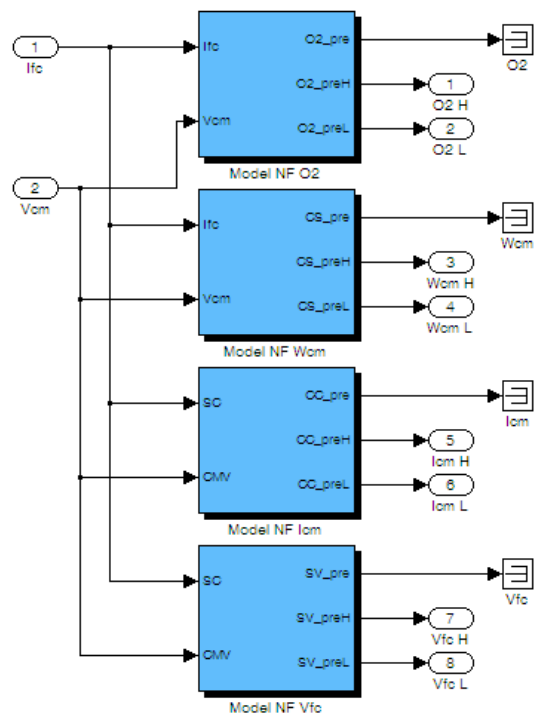 1
Ifc
2
Vcm
Ifc
Vcm
O2_pre
O2_preH
O2_preL
Model NF O2
O2
1
O2 H
2
O2 L
Ifc
Vcm
CS_pre
CS_preH
CS_preL
Model NF Wcm
Wcm
3
Wcm H
4
Wcm L
SC
CMV
CC_pre
CC_preH
CC_preL
Model NF Icm
Icm
5
Icm H
6
Icm L
SC
CMV
SV_pre
SV_preH
SV_preL
Model NF Vfc
Vfc
7
Vfc H
8
Vfc L